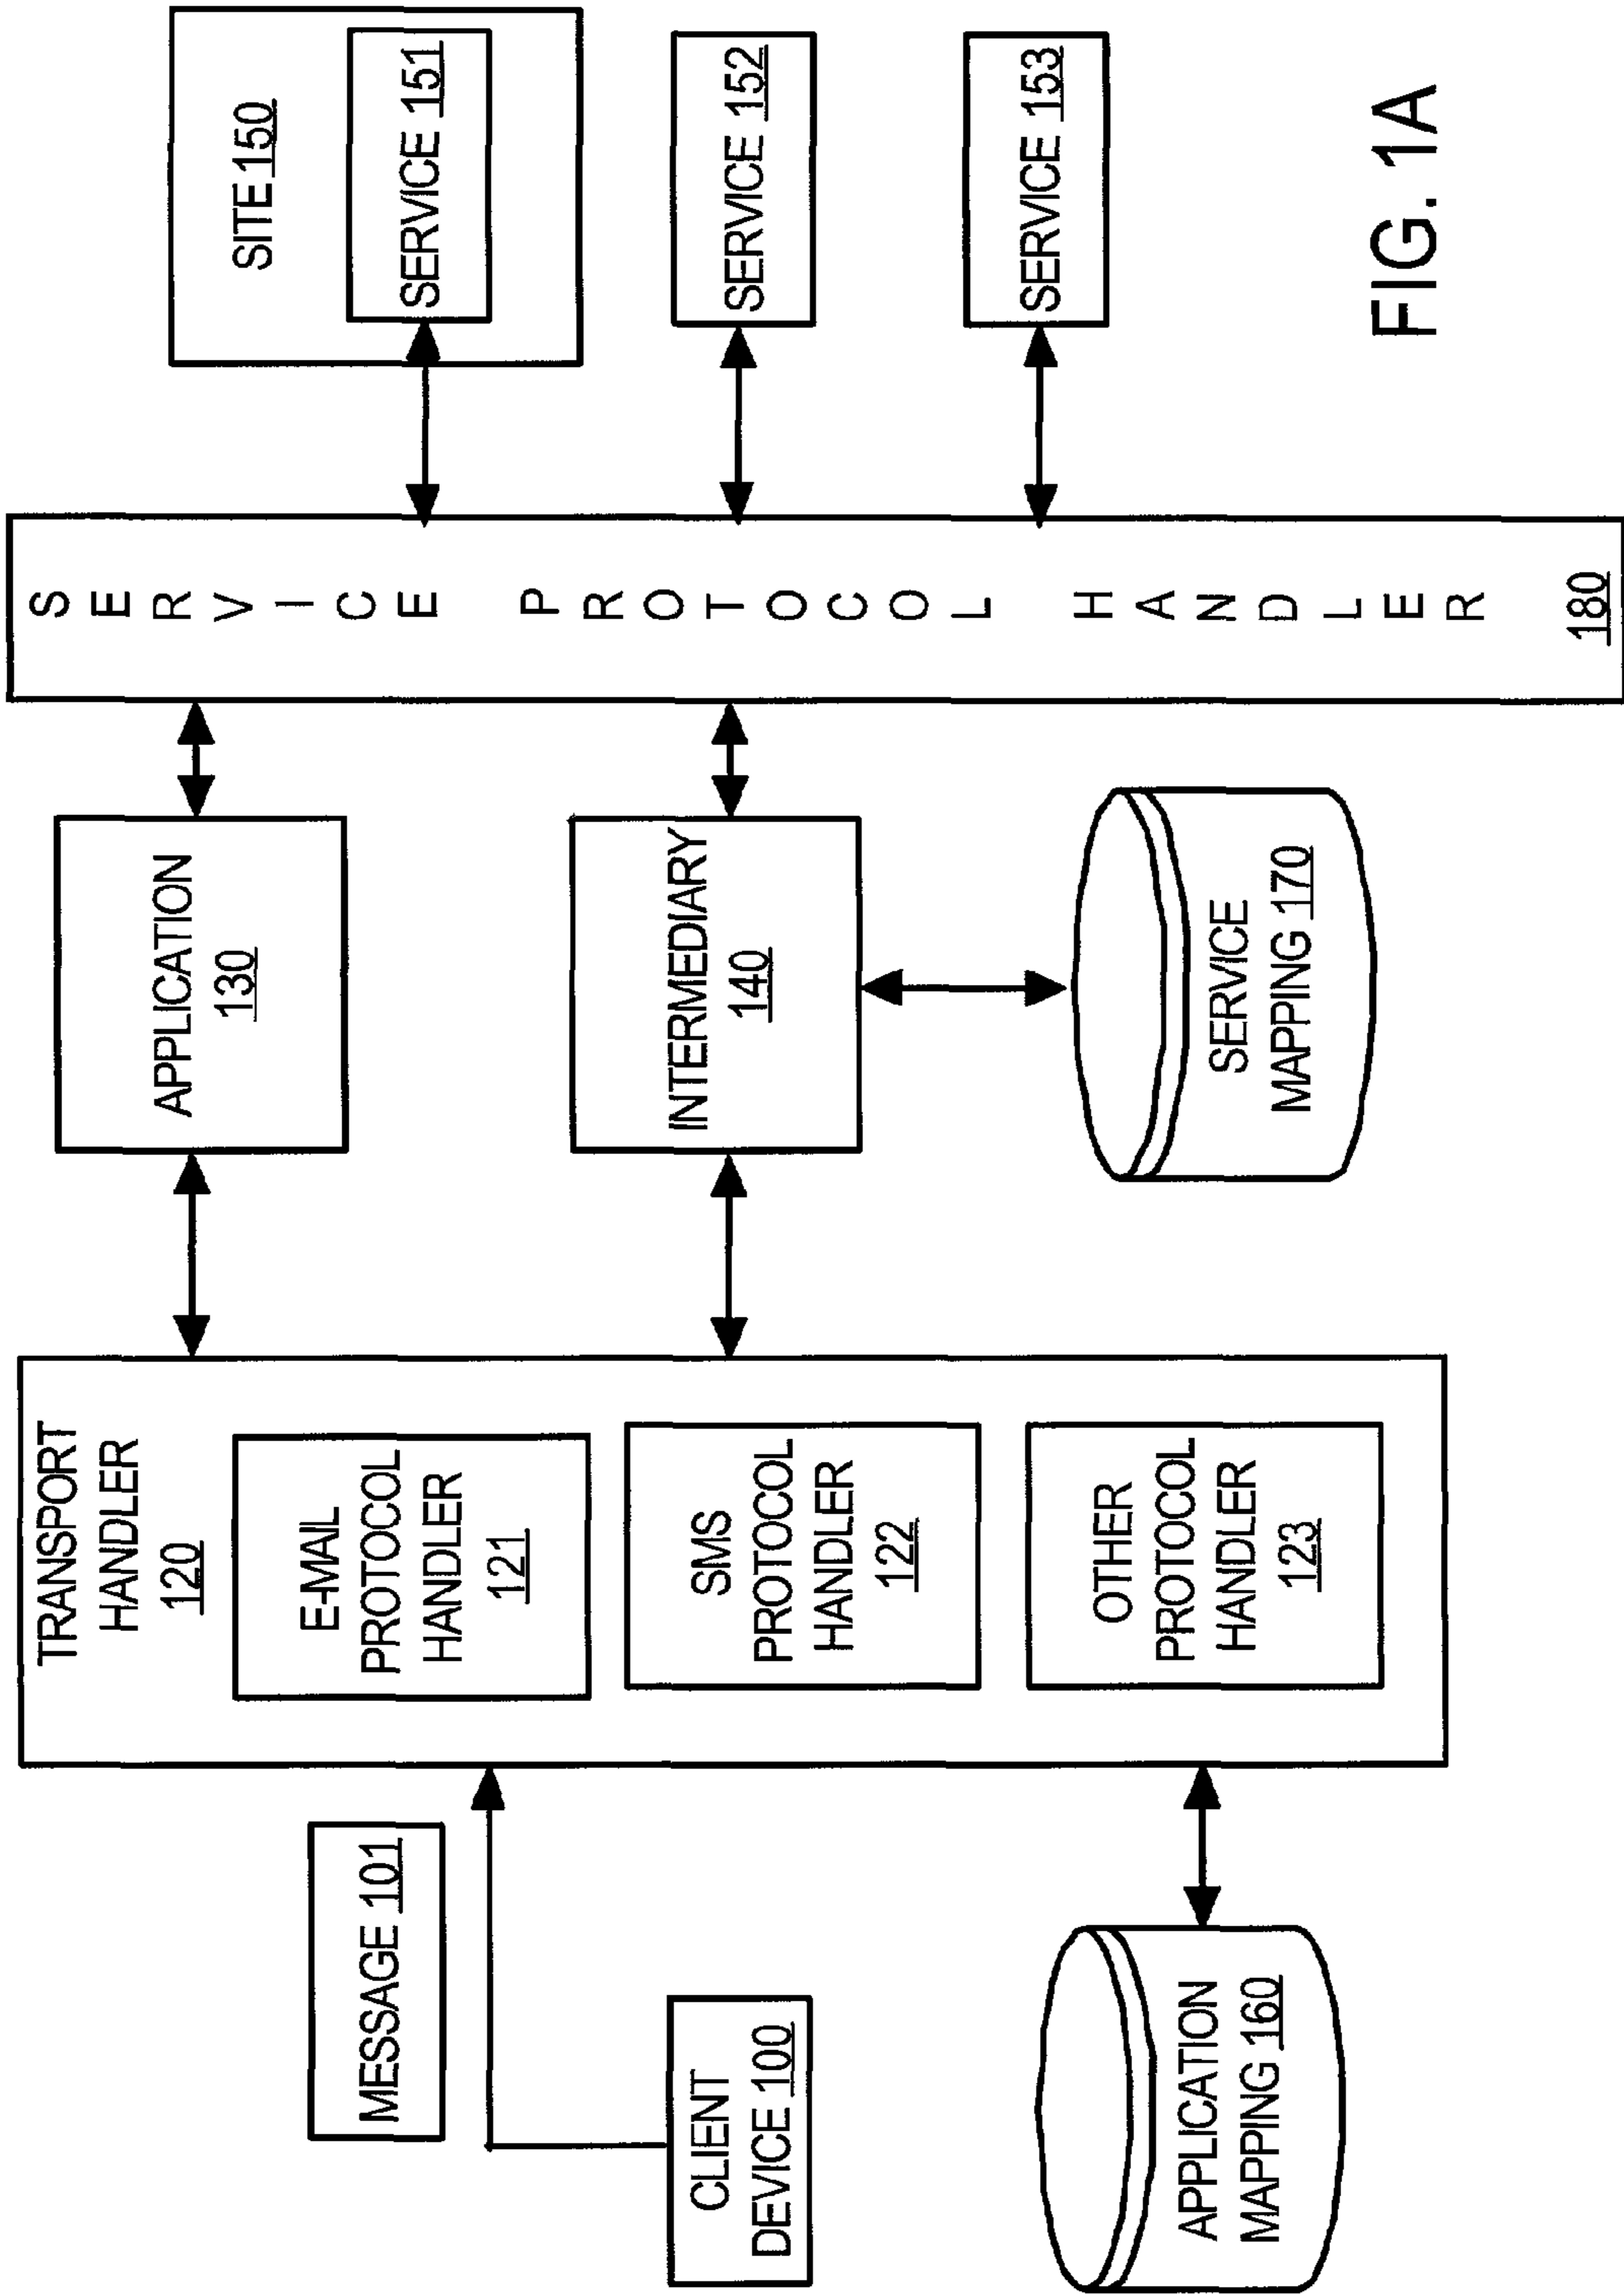 TRANSPORT
HANDLER
120
E-MAIL
PROTOCOL
HANDLER
121
SMS
PROTOCOL
HANDLER
122
OTHER
PROTOCOL
HANDLER
123
MESSAGE 101
CLIENT
DEVICE 100
APPLICATION
MAPPING 160
APPLICATION
130
INTERMEDIARY
140
SERVICE
MAPPING 170
SERVICE PROTOCOL HANDLER
180
SITE 150
SERVICE 151
SERVICE 152
SERVICE 153
FIG. 1A